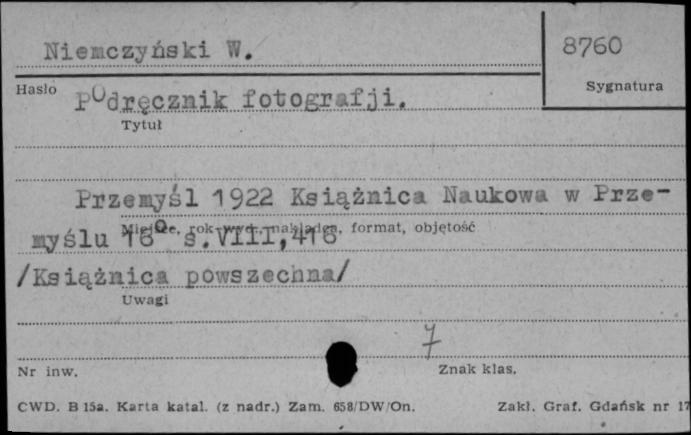 Niemczyński W.
8760
Sygnatura
Hasło
Podręcznik fotografji.
Tytuł
Przemyśl 1922 Książnica Naukowa w Prze-
Miejsce, rok wyd., nakładca, format, objętość
myślu 16° s.VIII,416
/Książnica powszechna/
Uwagi
7
Nr inw.
Znak klas.
CWD. B 15a. Karta katal. (z nadr.) Zam. 658/DW/On.
Zakł. Graf. Gdańsk nr 17